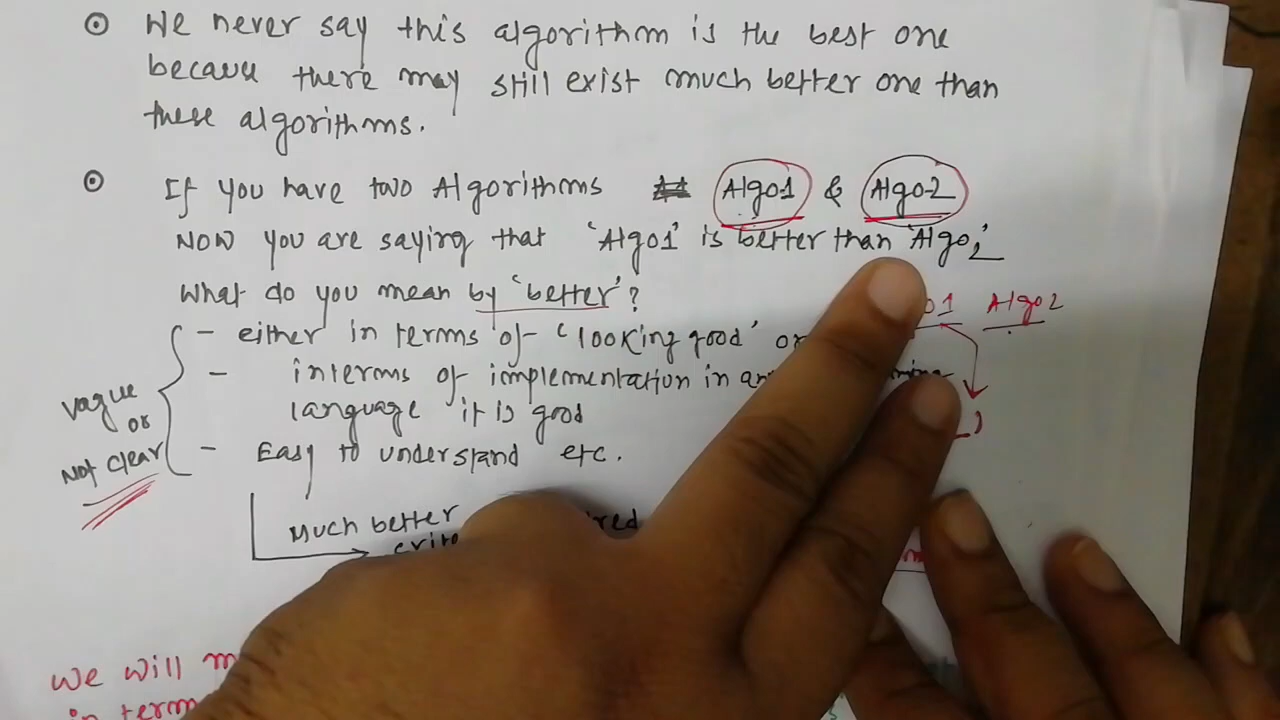 We never say this algorithm is the best one
because there may still exist much better one than
these algorithms.
If you have two Algorithms Algo1 & Algo2
Now you are saying that 'Algo1' is better than 'Algo2'
What do you mean by 'better'?
Algo2
- either in terms of 'looking good' or
- interms of implementation in
language it is good
- Easy to understand etc.
Vague
or
Not clear
Much better
We will
in